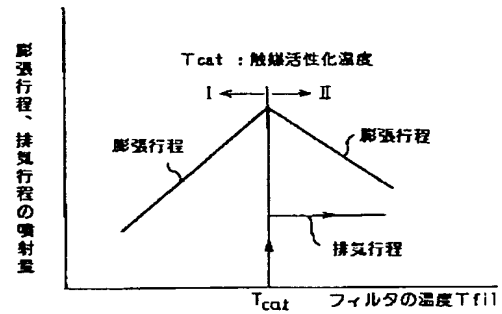 膨張行程、排気行程の噴射量
Tcat：触媒活性化温度
I
II
膨張行程
膨張行程
排気行程
Tcat
フィルタの温度Tfil